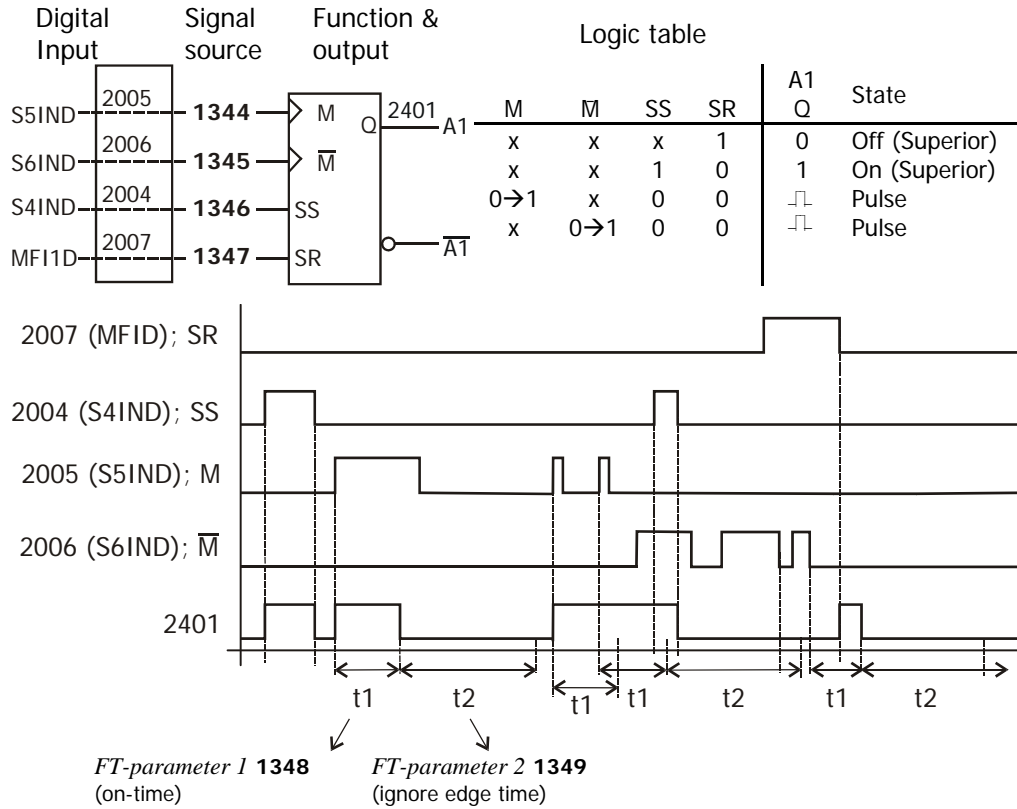 Digital Input
Signal source
Function & output
Logic table
S5IND 2005 1344 M Q 2401 A1
S6IND 2006 1345 M̅
S4IND 2004 1346 SS
MFI1D 2007 1347 SR A̅1̅
M M̅ SS SR A1 Q State
x x x 1 0 Off (Superior)
x x 1 0 1 On (Superior)
0→1 x 0 0 Pulse
x 0→1 0 0 Pulse
2007 (MFID); SR
2004 (S4IND); SS
2005 (S5IND); M
2006 (S6IND); M̅
2401
t1 t2 t1 t1 t2 t1 t2
FT-parameter 1 1348
(on-time)
FT-parameter 2 1349
(ignore edge time)